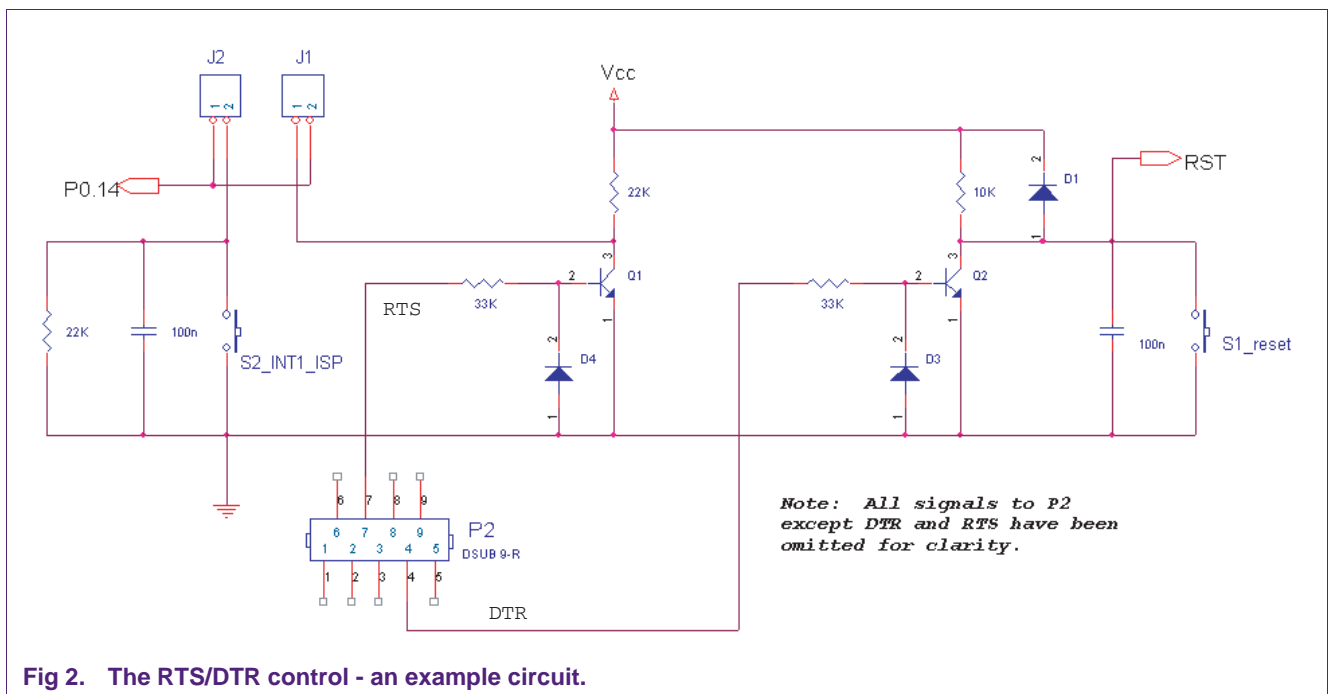 J2
J1
1 2
1 2
Vcc
P0.14
RST
22K
10K
2
D1
1
3
2
Q1
1
RTS
33K
2
D4
1
3
2
Q2
1
33K
2
D3
1
22K
100n
S2_INT1_ISP
100n
S1_reset
6 7 8 9
6 7 8 9
P2
1 2 3 4 5
DSUB 9-R
1 2 3 4 5
DTR
Note: All signals to P2
except DTR and RTS have been
omitted for clarity.
Fig 2. The RTS/DTR control - an example circuit.